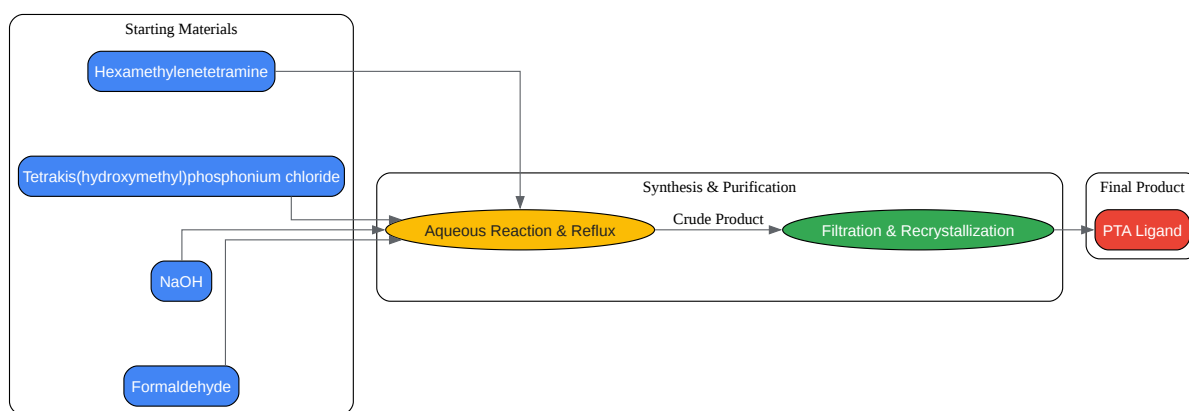 Starting Materials
Hexamethylenetetramine
Tetrakis(hydroxymethyl)phosphonium chloride
NaOH
Formaldehyde
Synthesis & Purification
Aqueous Reaction & Reflux
Crude Product
Filtration & Recrystallization
Final Product
PTA Ligand